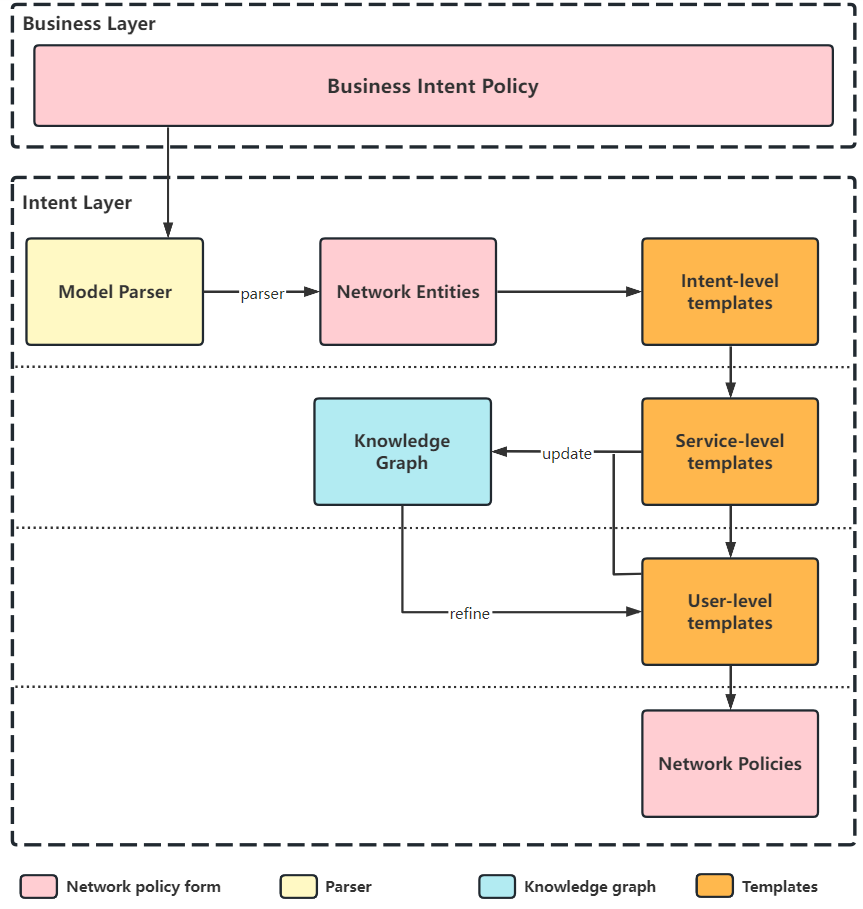 Business Layer
Business Intent Policy
Intent Layer
Model Parser
parser
Network Entities
Intent-level
templates
Knowledge
Graph
update
Service-level
templates
refine
User-level
templates
Network Policies
Network policy form
Parser
Knowledge graph
Templates